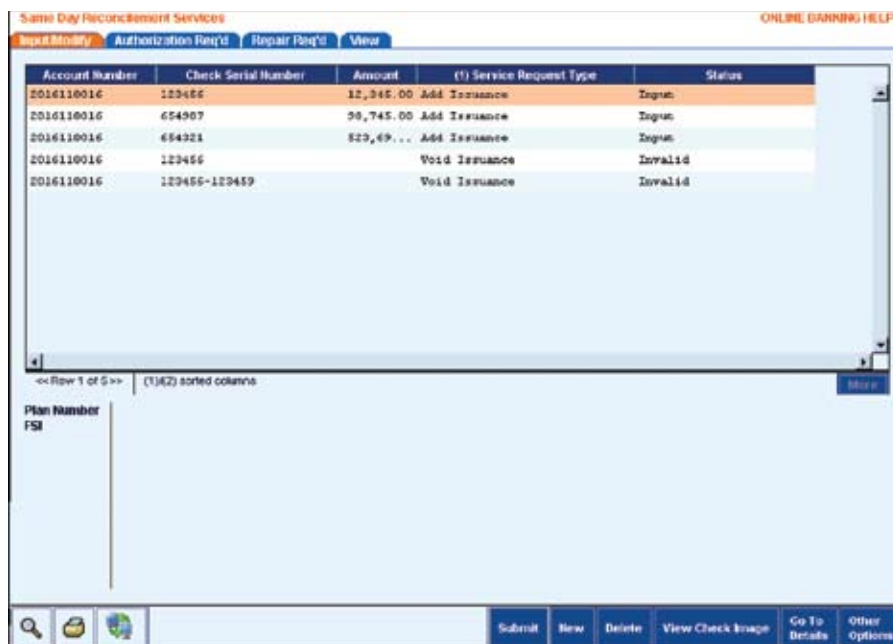 Same Day Reconcilement Services ONLINE BANKING HELP
Input/Modify Authorization Req'd Repair Req'd View
Account Number Check Serial Number Amount (1) Service Request Type Status
2016110016 123456 12,345.00 Add Issuance Input
2016110016 654987 98,745.00 Add Issuance Input
2016110016 654321 523,69... Add Issuance Input
2016110016 123456 Void Issuance Invalid
2016110016 123456-123459 Void Issuance Invalid
<<Row 1 of 5>> (1)(2) sorted columns More
Plan Number
FSI
Submit New Delete View Check Image Go To Details Other Options